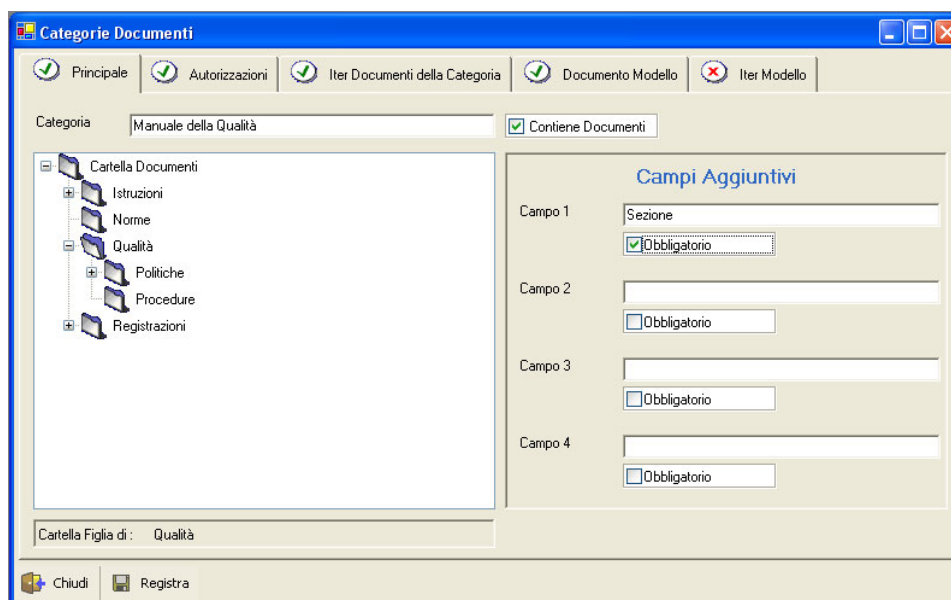 Categorie Documenti
Principale
Autorizzazioni
Iter Documenti della Categoria
Documento Modello
Iter Modello
Categoria
Manuale della Qualità
Contiene Documenti
Cartella Documenti
Istruzioni
Norme
Qualità
Politiche
Procedure
Registrazioni
Cartella Figlia di : Qualità
Campi Aggiuntivi
Campo 1
Sezione
Obbligatorio
Campo 2
Obbligatorio
Campo 3
Obbligatorio
Campo 4
Obbligatorio
Chiudi
Registra